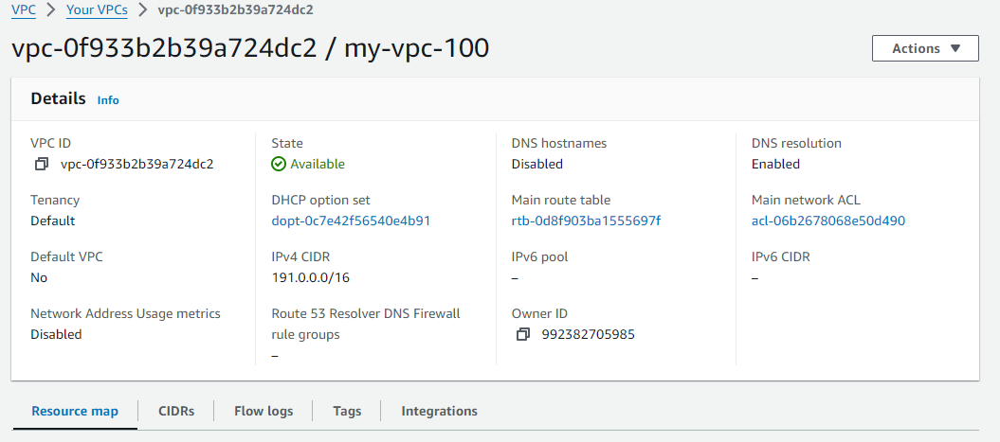 VPC > Your VPCs > vpc-0f933b2b39a724dc2
vpc-0f933b2b39a724dc2 / my-vpc-100
Actions ▼
Details Info
VPC ID
vpc-0f933b2b39a724dc2
State
Available
DNS hostnames
Disabled
DNS resolution
Enabled
Tenancy
Default
DHCP option set
dopt-0c7e42f56540e4b91
Main route table
rtb-0d8f903ba1555697f
Main network ACL
acl-06b2678068e50d490
Default VPC
No
IPv4 CIDR
191.0.0.0/16
IPv6 pool
–
IPv6 CIDR
–
Network Address Usage metrics
Disabled
Route 53 Resolver DNS Firewall
rule groups
–
Owner ID
992382705985
Resource map
CIDRs
Flow logs
Tags
Integrations